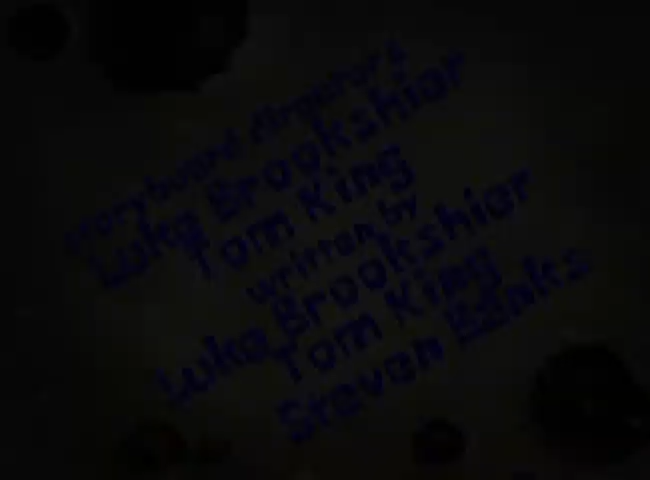 storyboard directors
Luke Brookshier
Tom King
written by
Luke Brookshier
Tom King
Steven Banks